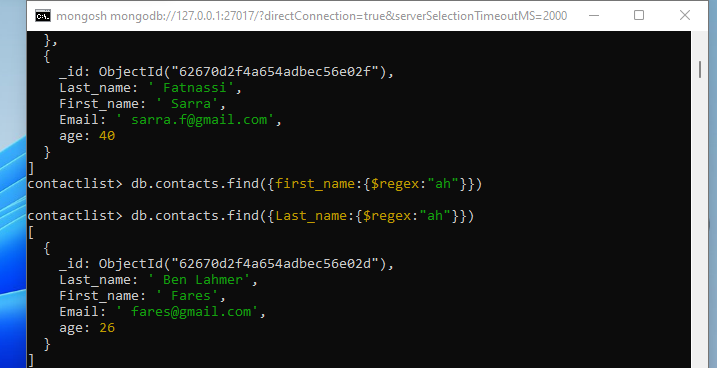 mongosh mongodb://127.0.0.1:27017/?directConnection=true&serverSelectionTimeoutMS=2000
},
{
_id: ObjectId("62670d2f4a654adbec56e02f"),
Last_name: ' Fatnassi',
First_name: ' Sarra',
Email: ' sarra.f@gmail.com',
age: 40
}
]
contactlist> db.contacts.find({first_name:{$regex:"ah"}})
contactlist> db.contacts.find({Last_name:{$regex:"ah"}})
[
{
_id: ObjectId("62670d2f4a654adbec56e02d"),
Last_name: ' Ben Lahmer',
First_name: ' Fares',
Email: ' fares@gmail.com',
age: 26
}
]